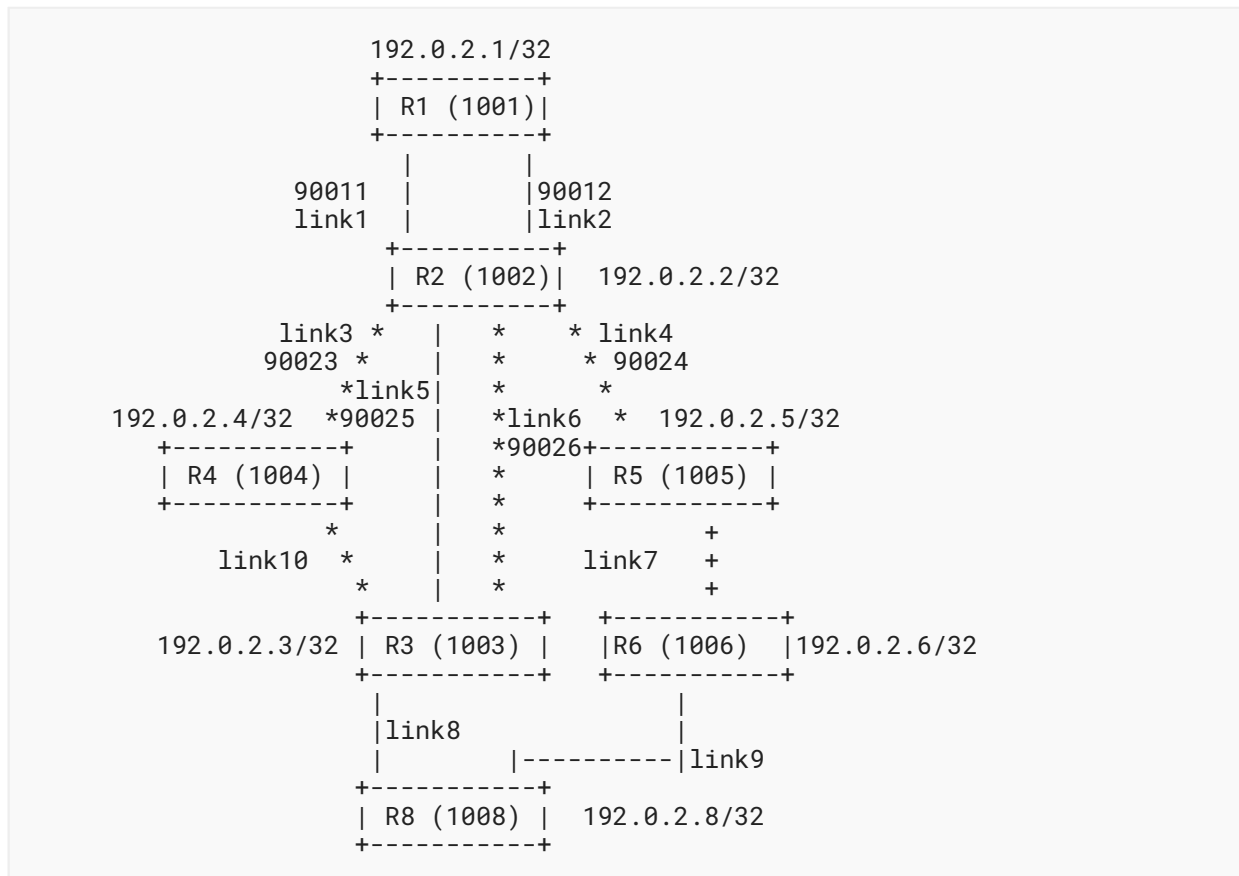 192.0.2.1/32
+----------+
| R1 (1001)|
+----------+
|       |
90011  |       |90012
link1  |       |link2
+----------+
| R2 (1002)|  192.0.2.2/32
+----------+
link3 *   |   *    * link4
90023 *    |   *     * 90024
*link5|   *      *
192.0.2.4/32  *90025 |   *link6  *  192.0.2.5/32
+-----------+     |   *90026+-----------+
| R4 (1004) |     |   *     | R5 (1005) |
+-----------+     |   *     +-----------+
*      |   *             +
link10  *     |   *     link7   +
*    |   *             +
+-----------+   +-----------+
192.0.2.3/32 | R3 (1003) |   |R6 (1006)  |192.0.2.6/32
+-----------+   +-----------+
|                   |
|link8              |
|        |----------|link9
+-----------+
| R8 (1008) |  192.0.2.8/32
+-----------+